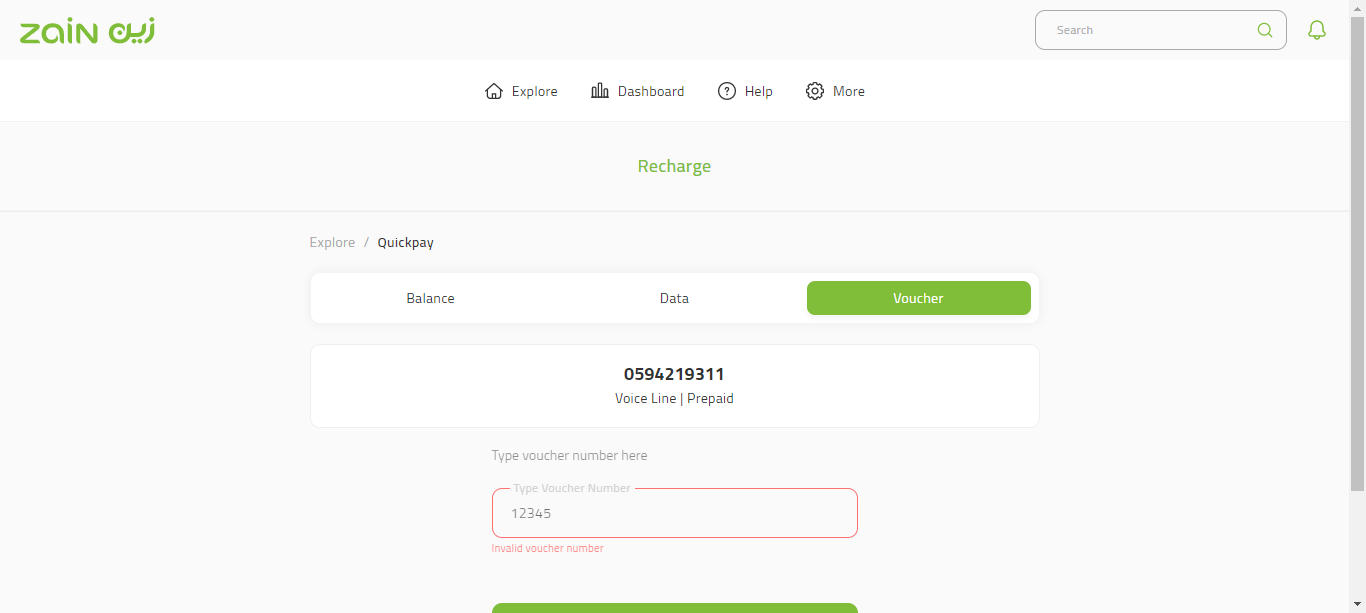 zain زين
Search
Explore Dashboard Help More
Recharge
Explore / Quickpay
Balance Data Voucher
0594219311
Voice Line | Prepaid
Type voucher number here
Type Voucher Number
12345
Invalid voucher number